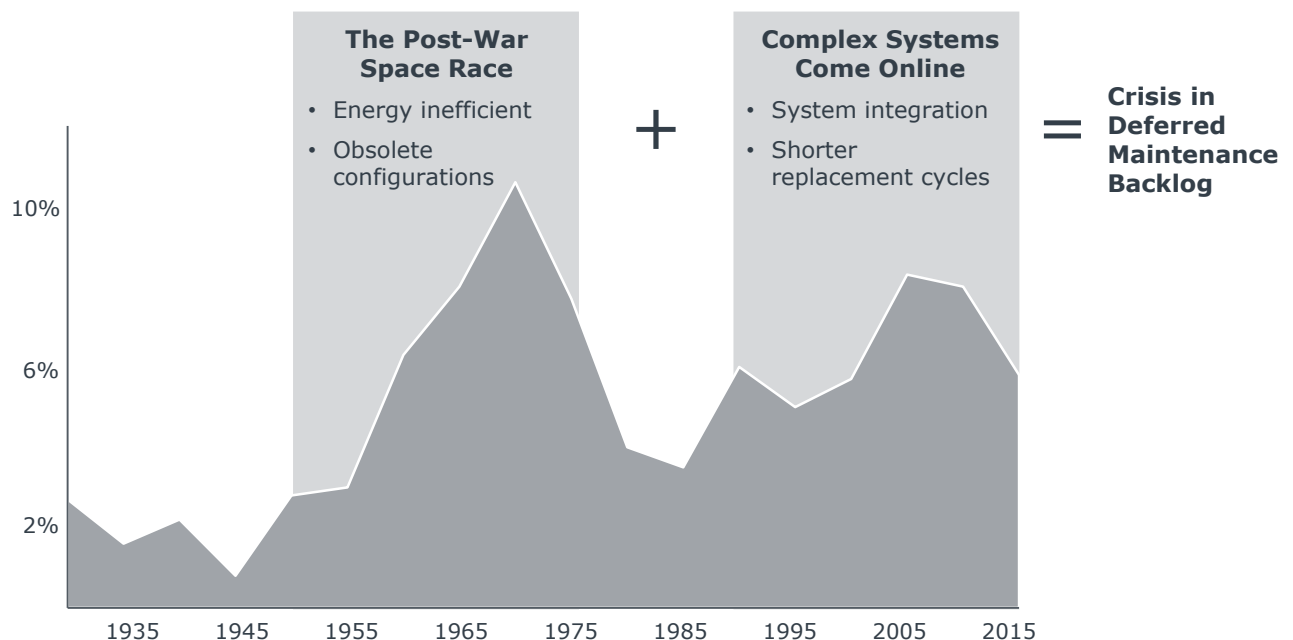 The Post-War
Space Race
• Energy inefficient
• Obsolete
configurations
+
Complex Systems
Come Online
• System integration
• Shorter
replacement cycles
=
Crisis in
Deferred
Maintenance
Backlog
10%
6%
2%
1935 1945 1955 1965 1975 1985 1995 2005 2015